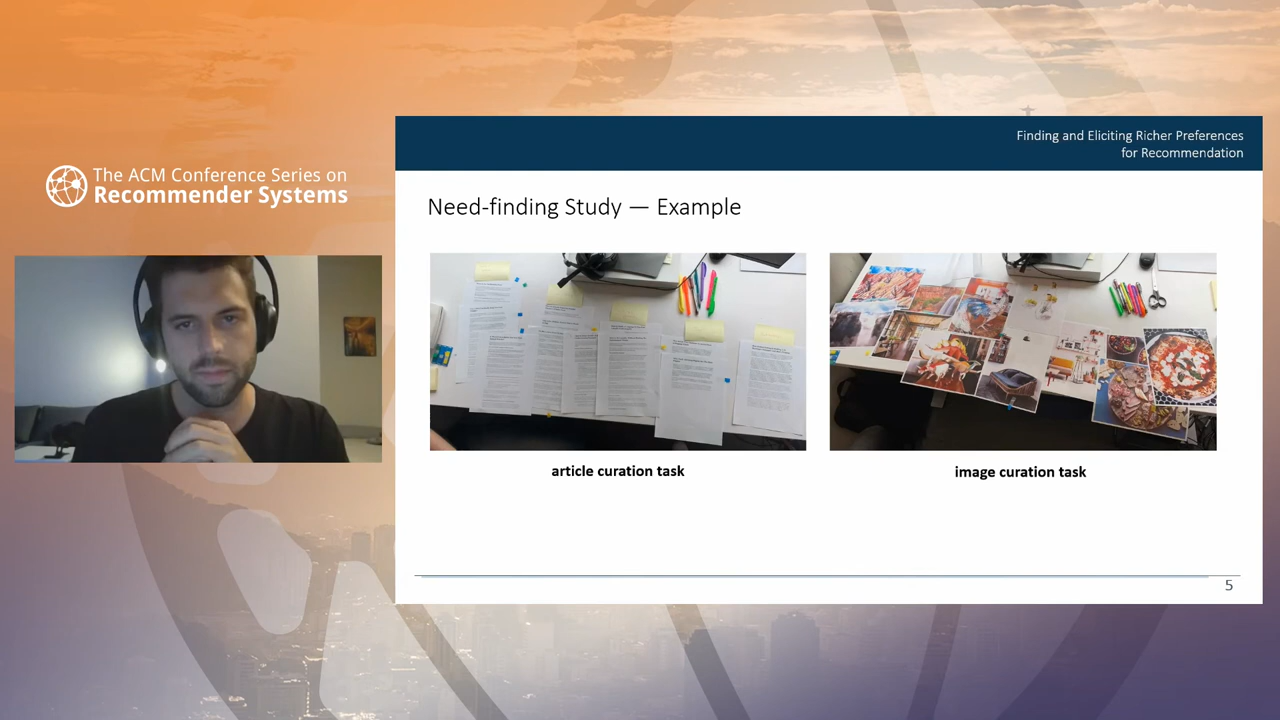 The ACM Conference Series on
Recommender Systems
Finding and Eliciting Richer Preferences
for Recommendation
Need-finding Study — Example
article curation task
image curation task
5